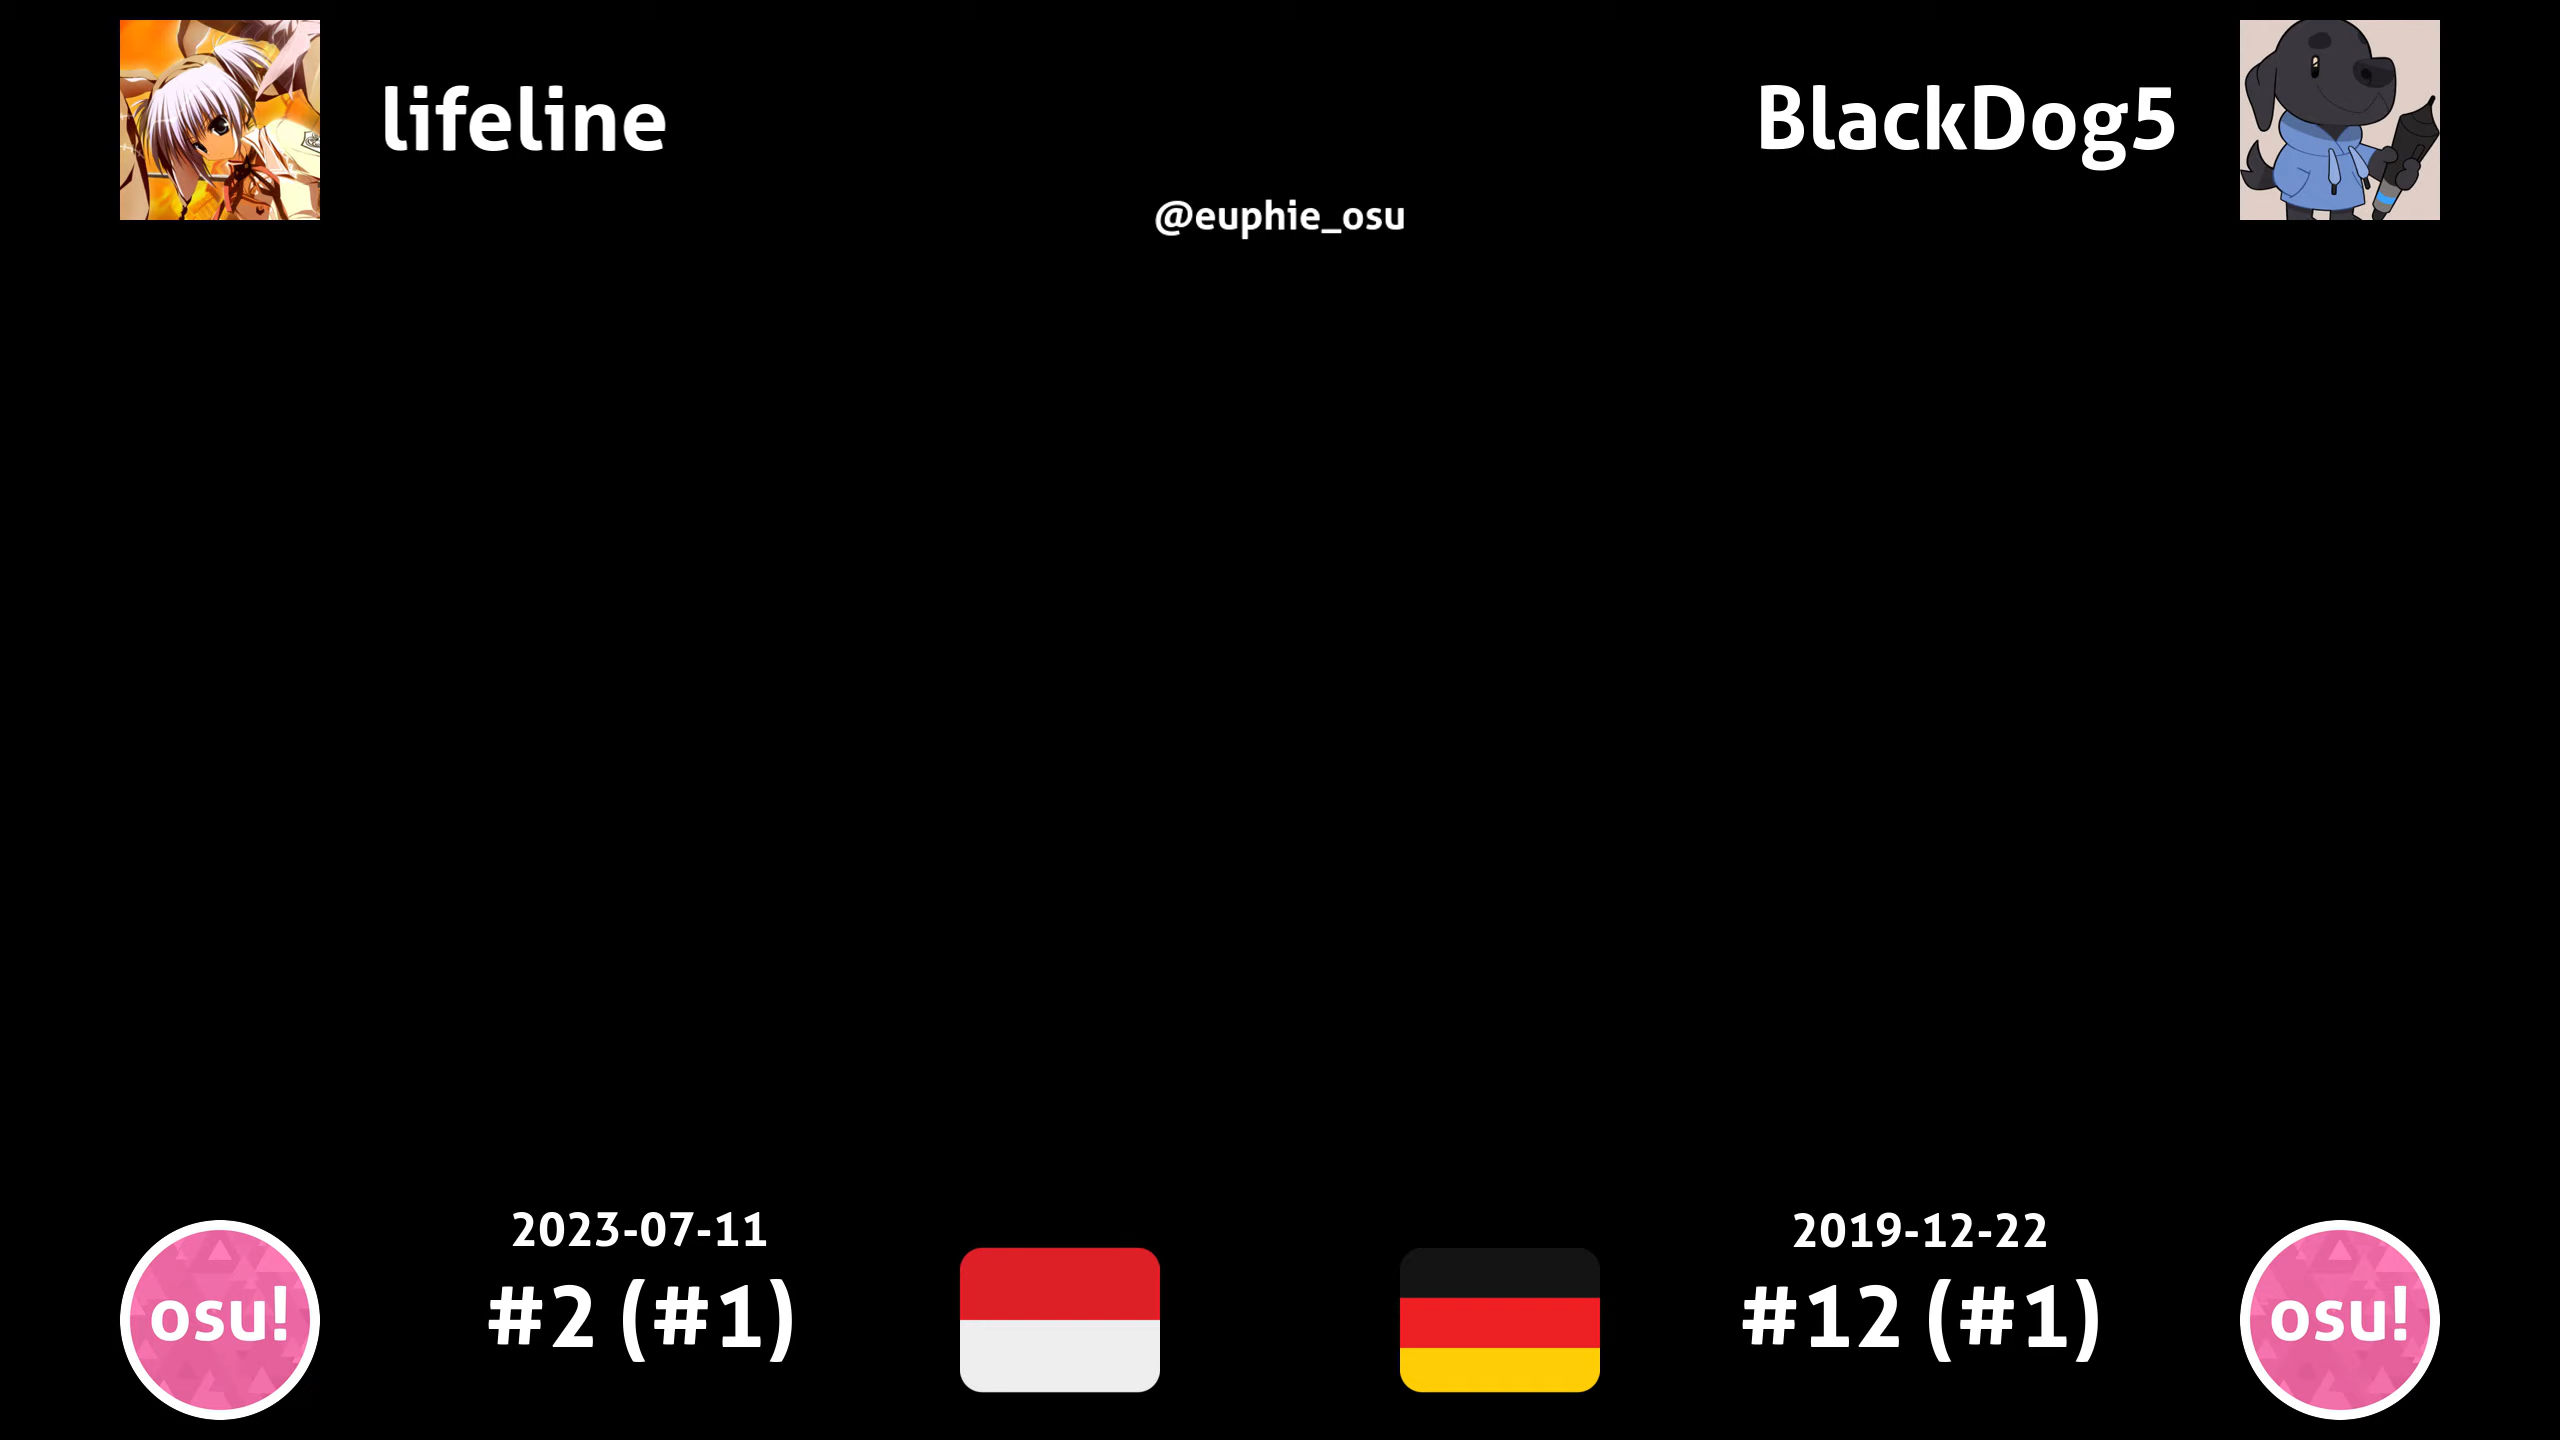 lifeline
BlackDog5
@euphie_osu
2023-07-11
#2 (#1)
2019-12-22
#12 (#1)
osu!
osu!